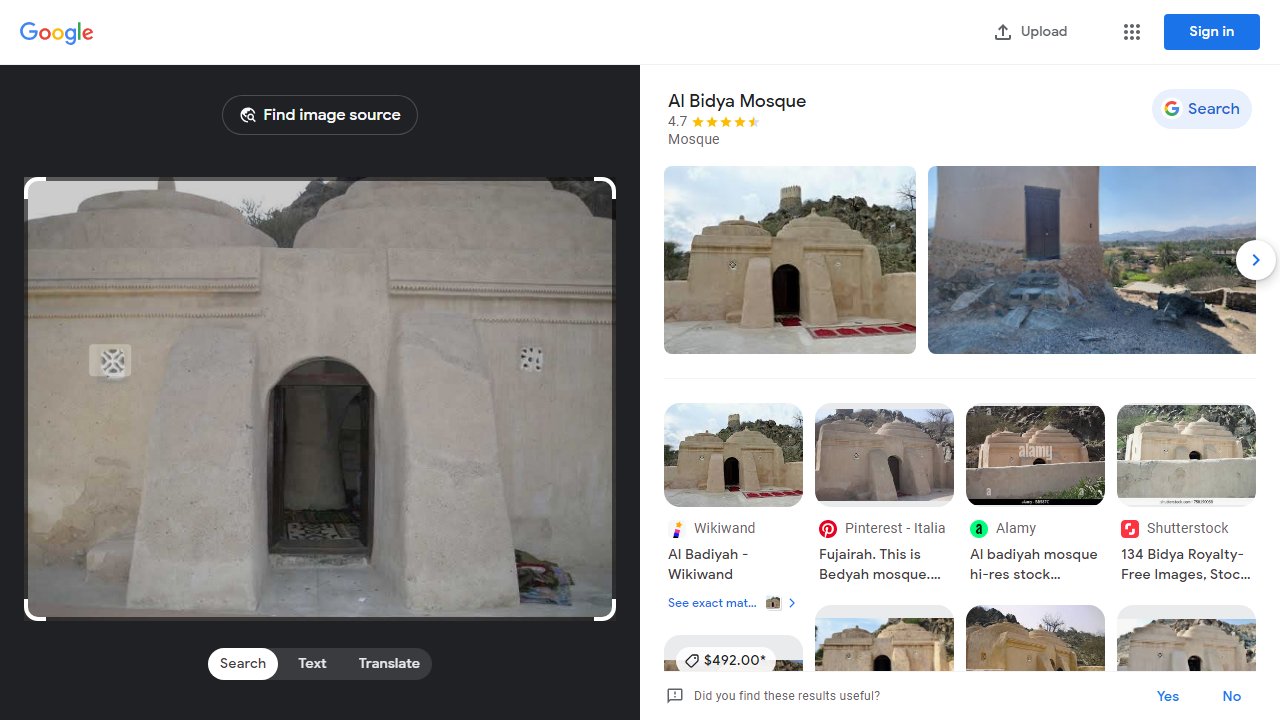 Google
Upload
Sign in
Find image source
Search
Text
Translate
Al Bidya Mosque
4.7
Mosque
Search
alamy
Wikiwand
Al Badiyah -
Wikiwand
See exact mat...
Pinterest - Italia
Fujairah. This is
Bedyah mosque....
Alamy
Al badiyah mosque
hi-res stock...
Shutterstock
134 Bidya Royalty-
Free Images, Stoc...
$492.00*
Did you find these results useful?
Yes
No